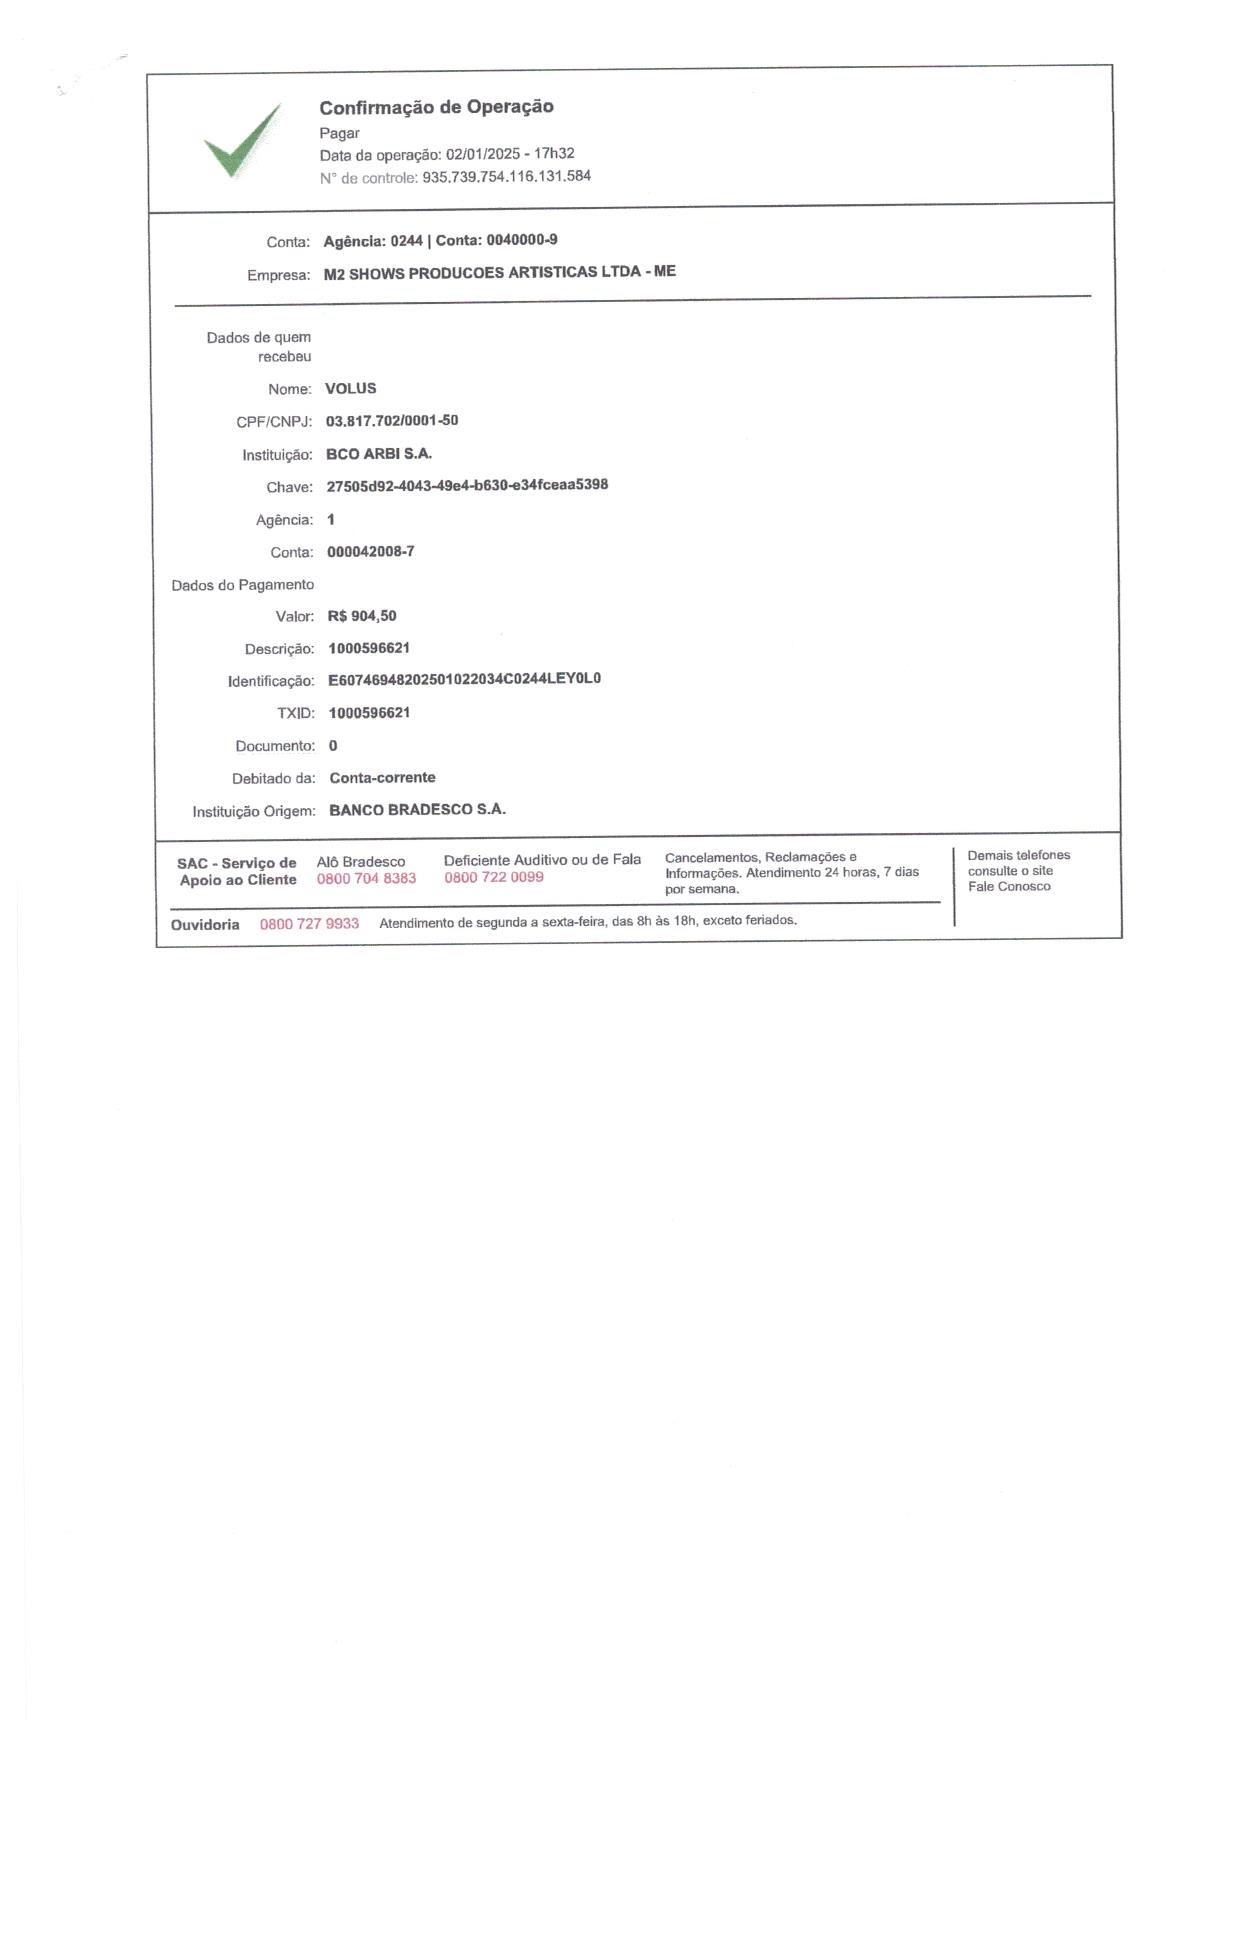 Confirmação de Operação
Pagar
Data da operação: 02/01/2025 - 17h32
N° de controle: 935.739.754.116.131.584
Conta: Agência: 0244 | Conta: 0040000-9
Empresa: M2 SHOWS PRODUCOES ARTISTICAS LTDA - ME
Dados de quem
recebeu
Nome: VOLUS
CPF/CNPJ: 03.817.702/0001-50
Instituição: BCO ARBI S.A.
Chave: 27505d92-4043-49e4-b630-e34fceaa5398
Agência: 1
Conta: 000042008-7
Dados do Pagamento
Valor: R$ 904,50
Descrição: 1000596621
Identificação: E60746948202501022034C0244LEY0L0
TXID: 1000596621
Documento: 0
Debitado da: Conta-corrente
Instituição Origem: BANCO BRADESCO S.A.
SAC - Serviço de
Apoio ao Cliente
Alô Bradesco
0800 704 8383
Deficiente Auditivo ou de Fala
0800 722 0099
Cancelamentos, Reclamações e
Informações. Atendimento 24 horas, 7 dias
por semana.
Demais telefones
consulte o site
Fale Conosco
Ouvidoria 0800 727 9933 Atendimento de segunda a sexta-feira, das 8h às 18h, exceto feriados.